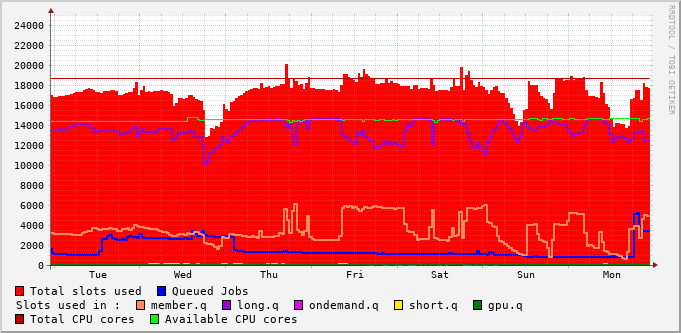 RRDTOOL / TOBI OETIKER
24000
22000
20000
18000
16000
14000
12000
10000
8000
6000
4000
2000
0
Tue Wed Thu Fri Sat Sun Mon
Total slots used Queued Jobs
Slots used in : member.q long.q ondemand.q short.q gpu.q
Total CPU cores Available CPU cores